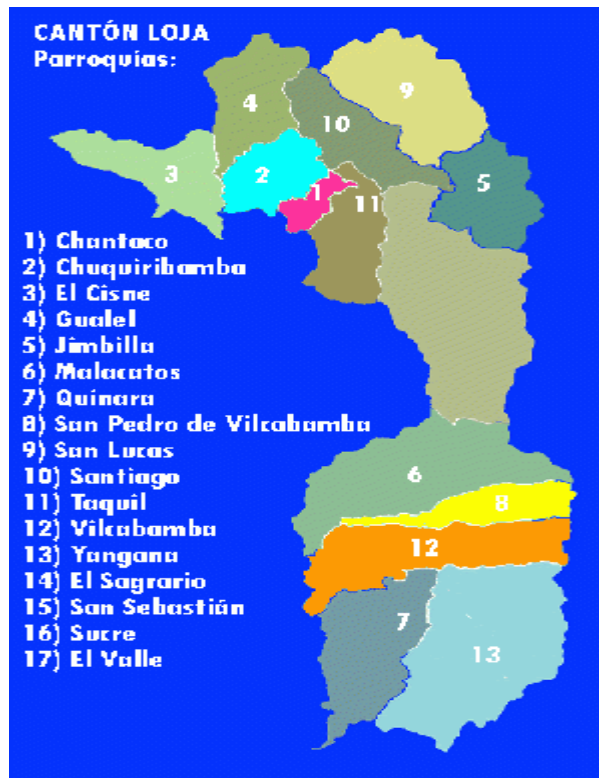 CANTÓN LOJA
Parroquias:
9
4
10
3
2
1
11
5
1) Chantaco
2) Chuquiribamba
3) El Cisne
4) Gualel
5) Jimbilla
6) Malacatos
7) Quinara
8) San Pedro de Vilcabamba
9) San Lucas
10) Santiago
11) Taquil
12) Vilcabamba
13) Yangana
14) El Sagrario
15) San Sebastián
16) Sucre
17) El Valle
6
8
12
7
13